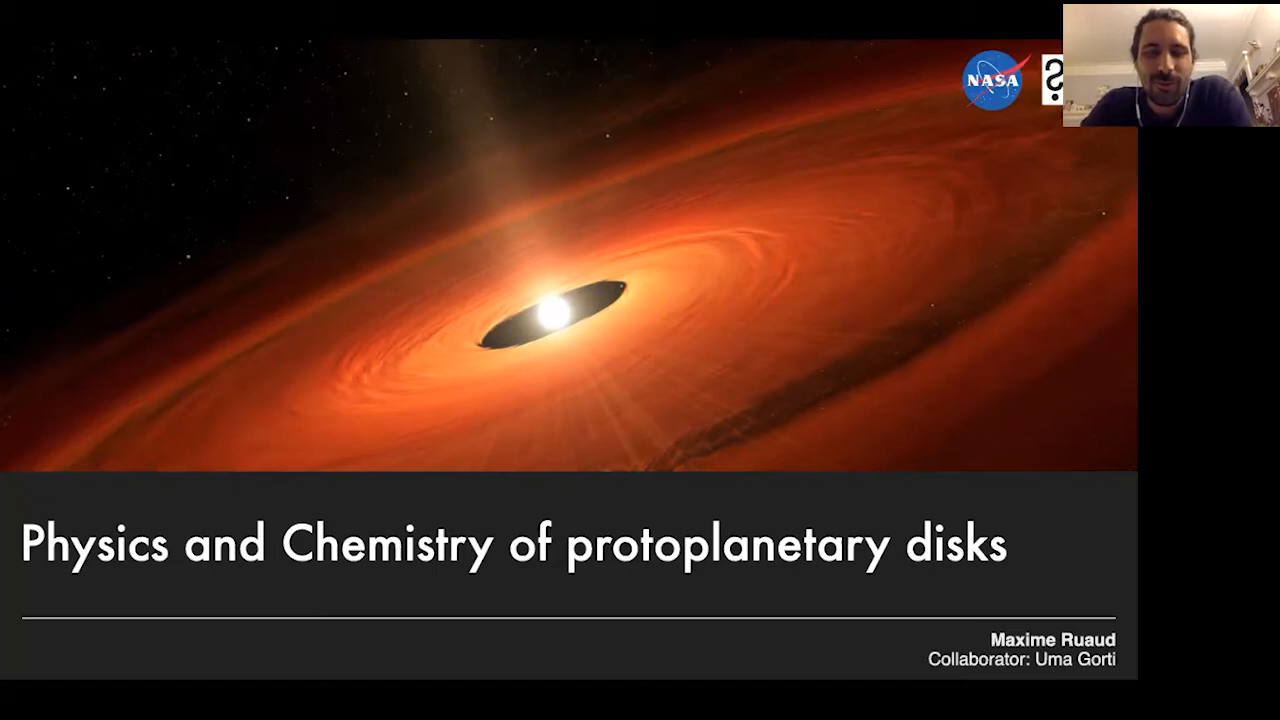 NASA
Physics and Chemistry of protoplanetary disks
Maxime Ruaud
Collaborator: Uma Gorti